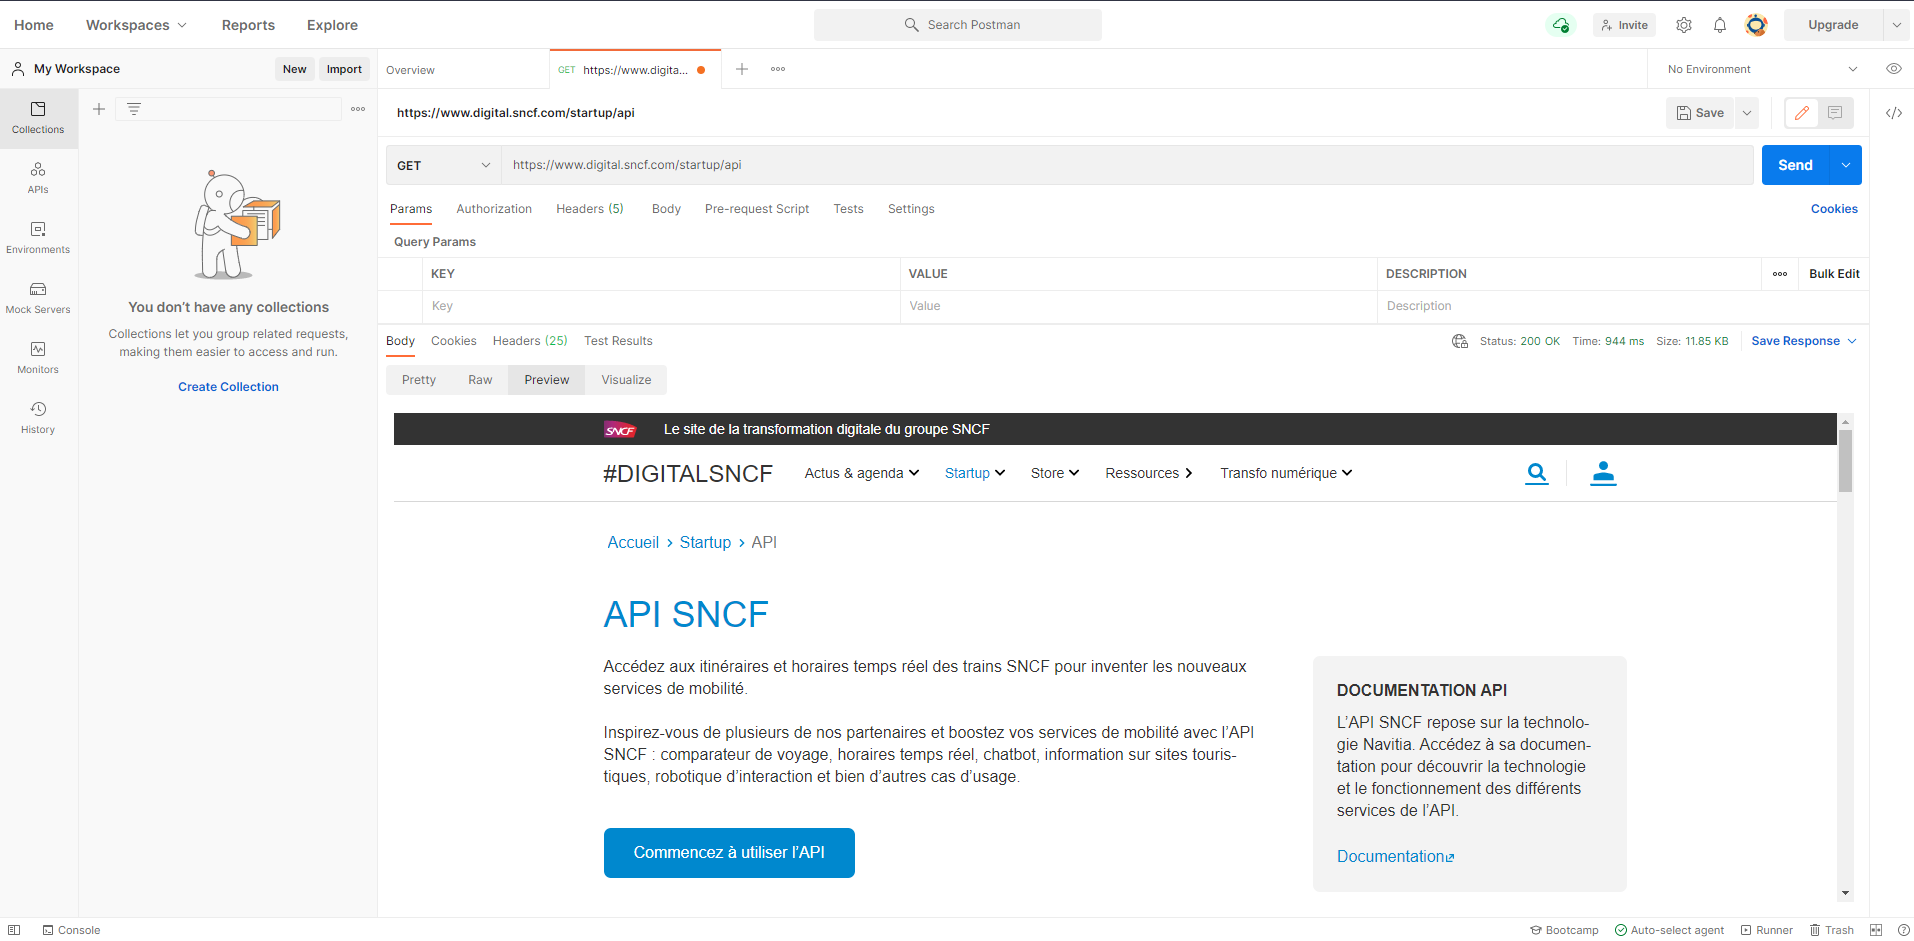 Home
Workspaces
Reports
Explore
Search Postman
Invite
Upgrade
My Workspace
New
Import
Overview
GET https://www.digita...
No Environment
Collections
APIs
Environments
Mock Servers
Monitors
History
You don’t have any collections
Collections let you group related requests,
making them easier to access and run.
Create Collection
https://www.digital.sncf.com/startup/api
Save
GET
https://www.digital.sncf.com/startup/api
Send
Params
Authorization
Headers (5)
Body
Pre-request Script
Tests
Settings
Cookies
Query Params
KEY
VALUE
DESCRIPTION
Bulk Edit
Key
Value
Description
Body
Cookies
Headers (25)
Test Results
Status: 200 OK
Time: 944 ms
Size: 11.85 KB
Save Response
Pretty
Raw
Preview
Visualize
SNCF
Le site de la transformation digitale du groupe SNCF
#DIGITALSNCF
Actus & agenda
Startup
Store
Ressources
Transfo numérique
Accueil > Startup > API
API SNCF
Accédez aux itinéraires et horaires temps réel des trains SNCF pour inventer les nouveaux
services de mobilité.
Inspirez-vous de plusieurs de nos partenaires et boostez vos services de mobilité avec l’API
SNCF : comparateur de voyage, horaires temps réel, chatbot, information sur sites touris-
tiques, robotique d’interaction et bien d’autres cas d’usage.
Commencez à utiliser l’API
DOCUMENTATION API
L’API SNCF repose sur la technolo-
gie Navitia. Accédez à sa documen-
tation pour découvrir la technologie
et le fonctionnement des différents
services de l’API.
Documentation
Console
Bootcamp
Auto-select agent
Runner
Trash